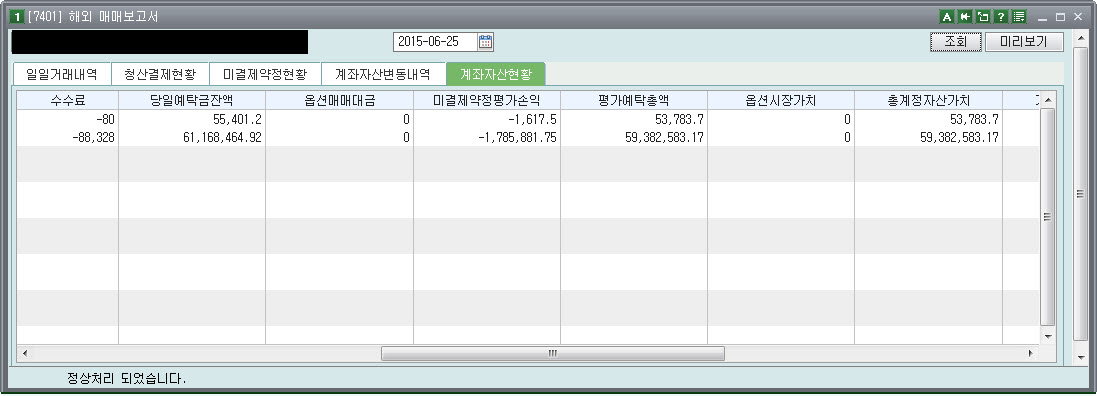 1 [7401] 해외 매매보고서 A ?
2015-06-25 조회 미리보기
일일거래내역 청산결제현황 미결제약정현황 계좌자산변동내역 계좌자산현황
수수료 당일예탁금잔액 옵션매매대금 미결제약정평가손익 평가예탁총액 옵션시장가치 총계정자산가치
-80 55,401.2 0 -1,617.5 53,783.7 0 53,783.7
-88,328 61,168,464.92 0 -1,785,881.75 59,382,583.17 0 59,382,583.17
정상처리 되었습니다.